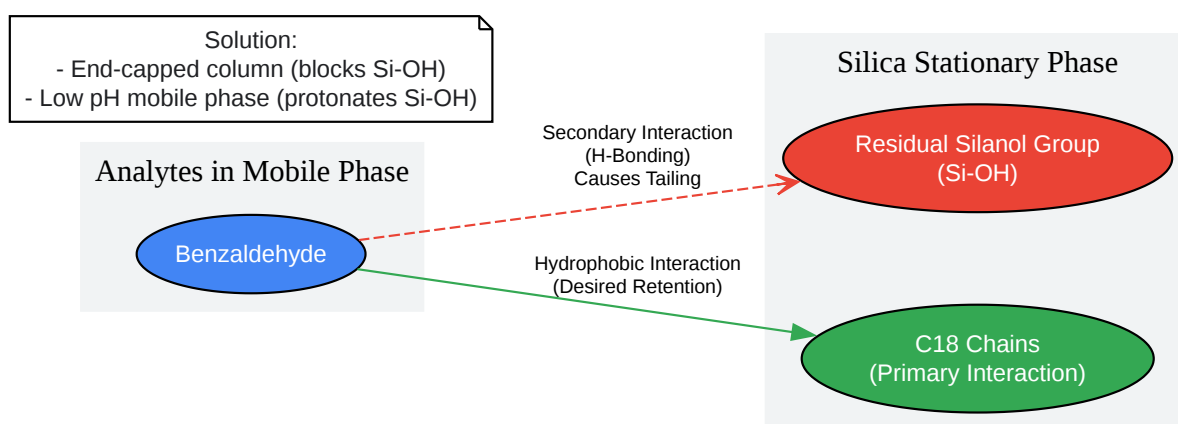 Solution:
- End-capped column (blocks Si-OH)
- Low pH mobile phase (protonates Si-OH)
Analytes in Mobile Phase
Benzaldehyde
Secondary Interaction
(H-Bonding)
Causes Tailing
Hydrophobic Interaction
(Desired Retention)
Silica Stationary Phase
Residual Silanol Group
(Si-OH)
C18 Chains
(Primary Interaction)